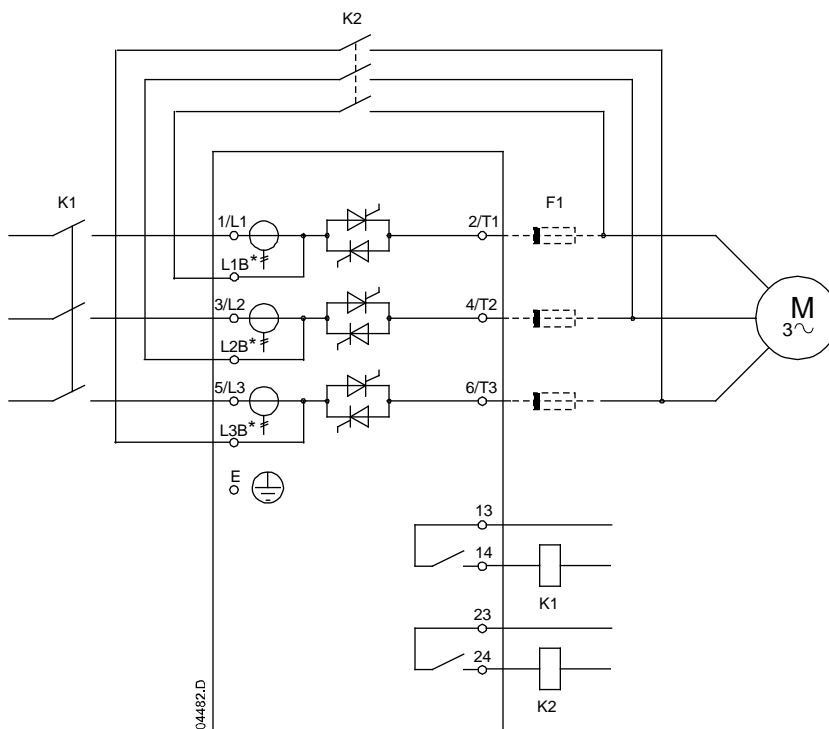 K2
K1
F1
1/L1
2/T1
L1B*
3/L2
4/T2
L2B*
M
3~
5/L3
6/T3
L3B*
E
13
14
K1
23
24
K2
04482.D